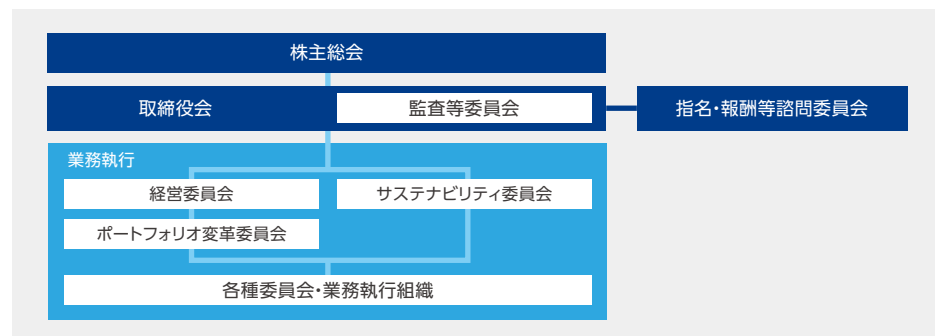 株主総会
取締役会
監査等委員会
指名・報酬等諮問委員会
業務執行
経営委員会
サステナビリティ委員会
ポートフォリオ変革委員会
各種委員会・業務執行組織